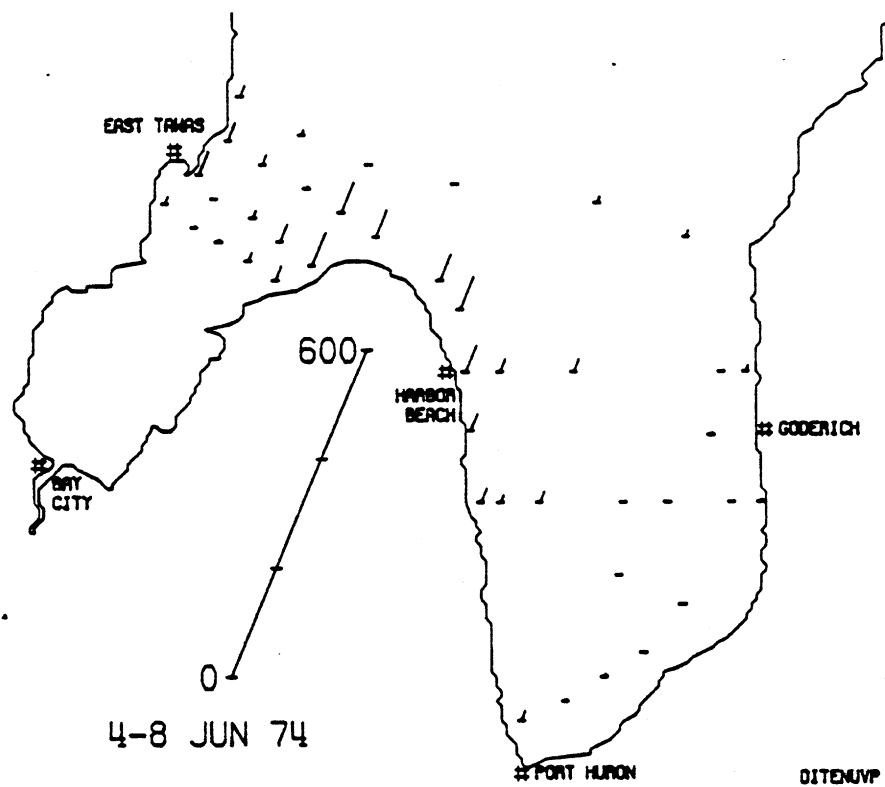 EAST TAWAS
600
HARBOR
BEACH
GODERICH
BAY
CITY
0
4-8 JUN 74
PORT HURON
DITENUVP